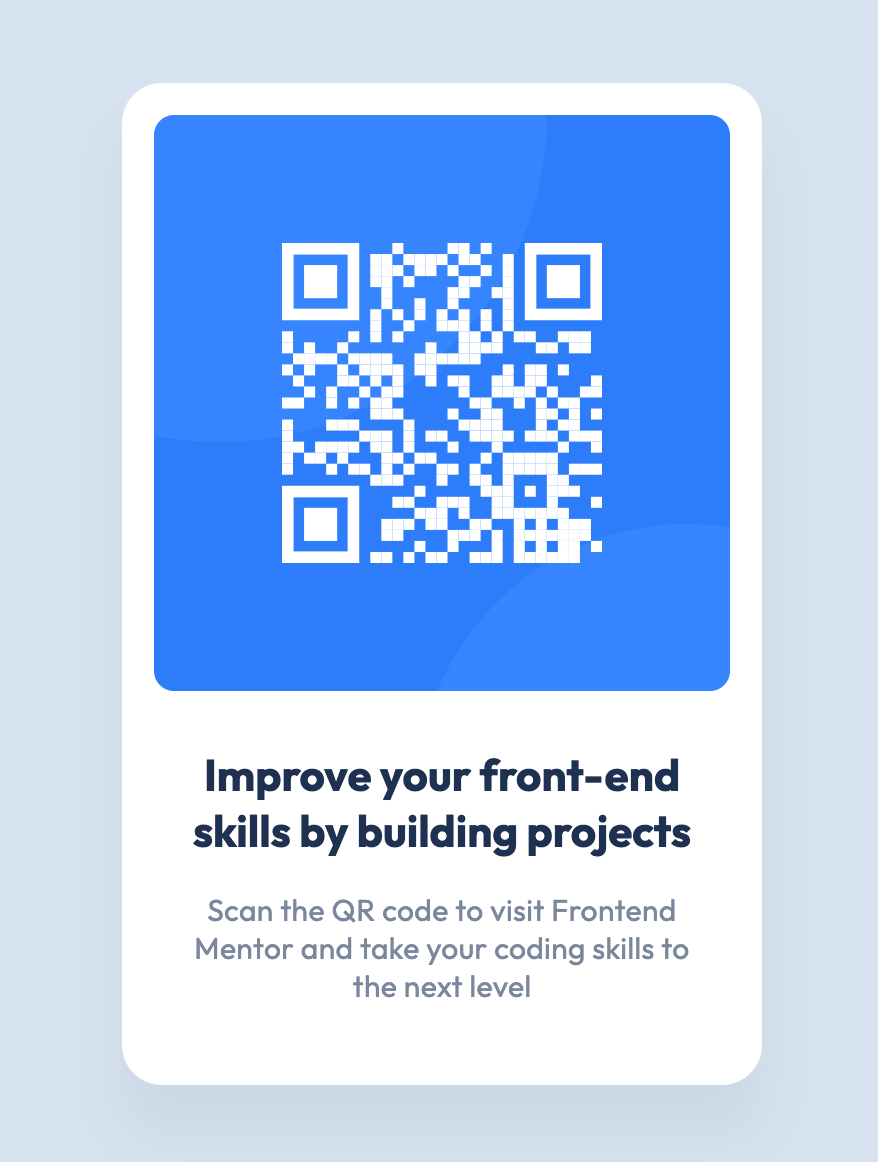 Improve your front-end
skills by building projects
Scan the QR code to visit Frontend
Mentor and take your coding skills to
the next level